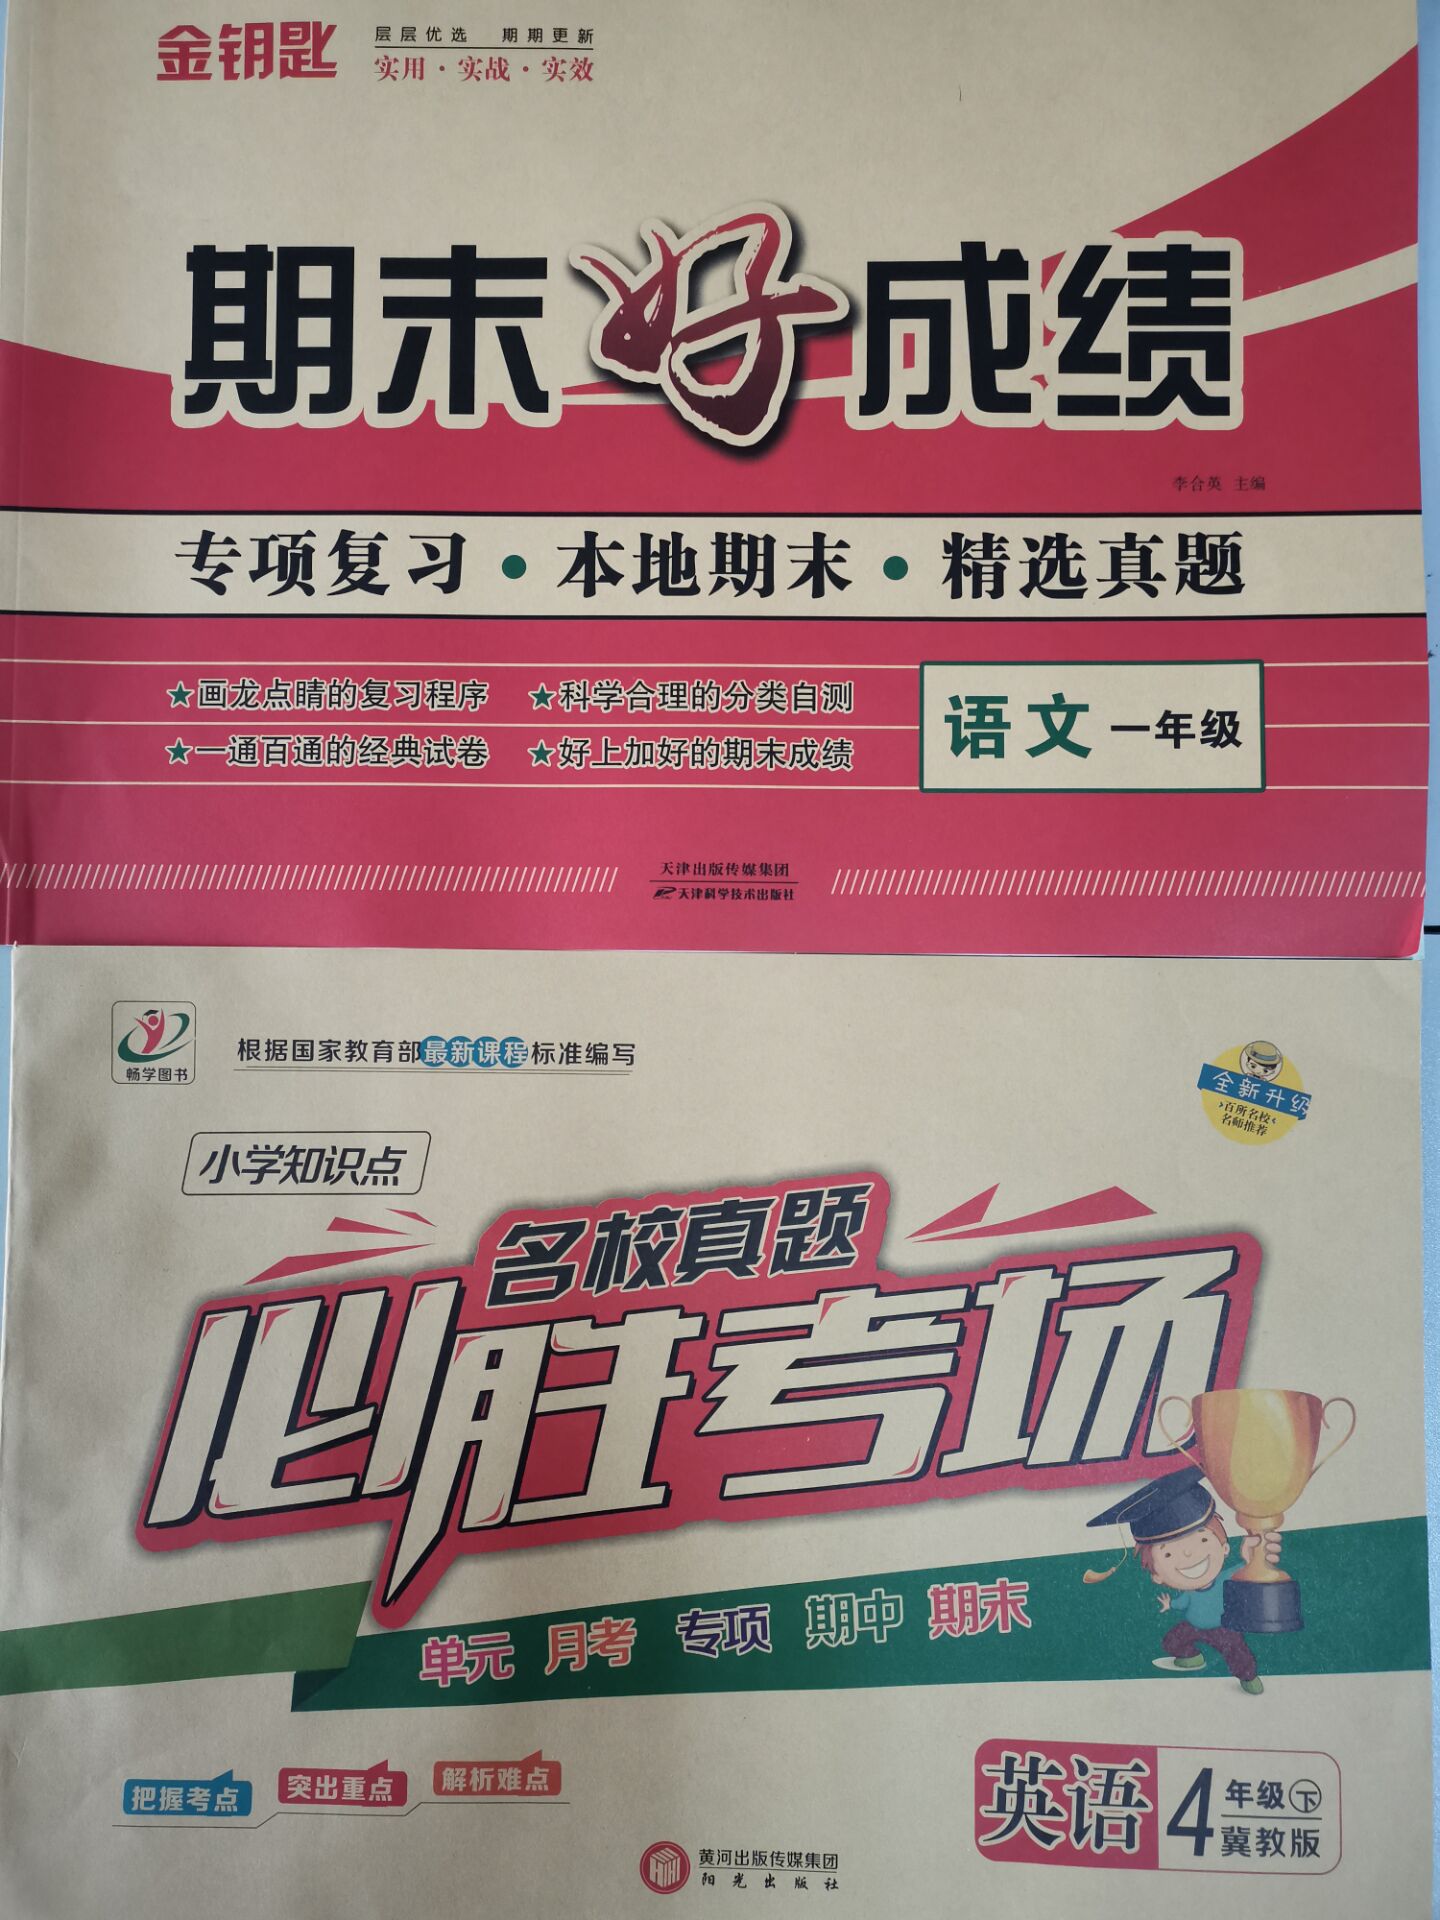 金钥匙
层层优选 期期更新
实用·实战·实效
期末好成绩
李合英 主编
专项复习·本地期末·精选真题
★画龙点睛的复习程序 ★科学合理的分类自测
★一通百通的经典试卷 ★好上加好的期末成绩
语文 一年级
天津出版传媒集团
天津科学技术出版社
畅学图书
根据国家教育部最新课程标准编写
全新升级
百所名校
名师推荐
小学知识点
名校真题
必胜考场
单元 月考 专项 期中 期末
把握考点 突出重点 解析难点
英语 4 年级 下
冀教版
黄河出版传媒集团
阳光出版社